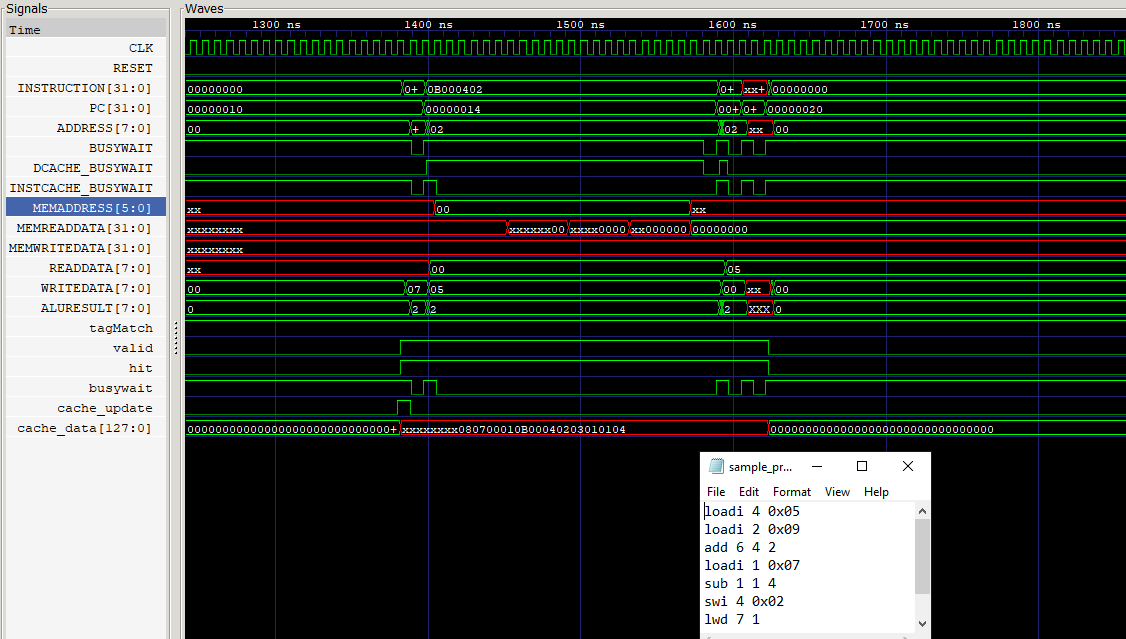 Signals
Waves
Time
1300 ns 1400 ns 1500 ns 1600 ns 1700 ns 1800 ns
CLK
RESET
INSTRUCTION[31:0] 00000000 0+ 0B000402 0+ xx+ 00000000
PC[31:0] 00000010 00000014 00+ 0+ 00000020
ADDRESS[7:0] 00 + 02 02 xx 00
BUSYWAIT
DCACHE_BUSYWAIT
INSTCACHE_BUSYWAIT
MEMADDRESS[5:0] xx 00 xx
MEMREADDATA[31:0] xxxxxxxx xxxxxx00 xxxx0000 xx000000 00000000
MEMWRITEDATA[31:0] xxxxxxxx
READDATA[7:0] xx 00 05
WRITEDATA[7:0] 00 07 05 00 xx 00
ALURESULT[7:0] 0 2 2 2 XXX 0
tagMatch
valid
hit
busywait
cache_update
cache_data[127:0] 00000000000000000000000000000+ xxxxxxxx080700010B00040203010104 00000000000000000000000000000000
sample_pr...
File Edit Format View Help
loadi 4 0x05
loadi 2 0x09
add 6 4 2
loadi 1 0x07
sub 1 1 4
swi 4 0x02
lwd 7 1